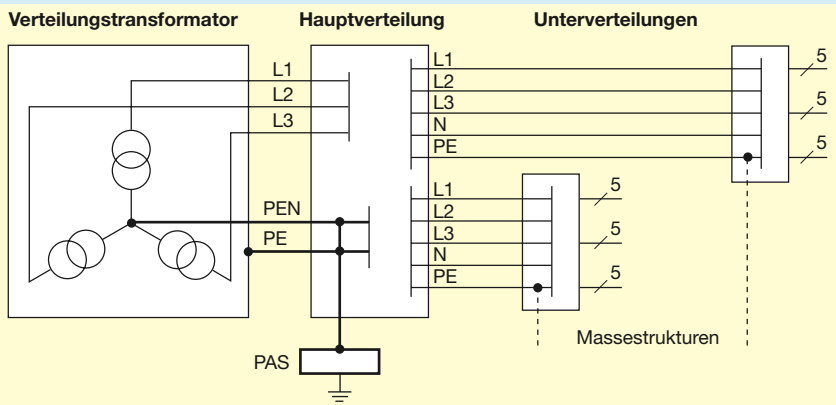 Verteilungstransformator
Hauptverteilung
Unterverteilungen
L1
L2
L3
PEN
PE
PAS
L1
L2
L3
N
PE
5
5
5
L1
L2
L3
N
PE
5
5
5
Massestrukturen